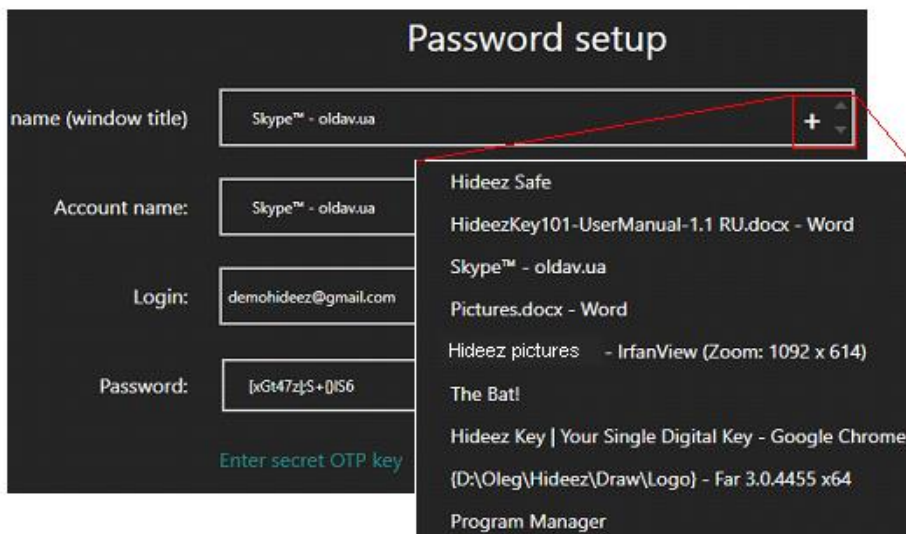 Password setup
name (window title)
Skype™ - oldav.ua
+
Account name:
Skype™ - oldav.ua
Login:
demohideez@gmail.com
Password:
Enter secret OTP key
Hideez Safe
HideezKey101-UserManual-1.1 RU.docx - Word
Skype™ - oldav.ua
Pictures.docx - Word
Hideez pictures - IrfanView (Zoom: 1092 x 614)
The Bat!
Hideez Key | Your Single Digital Key - Google Chrome
{D:\Oleg\Hideez\Draw\Logo} - Far 3.0.4455 x64
Program Manager